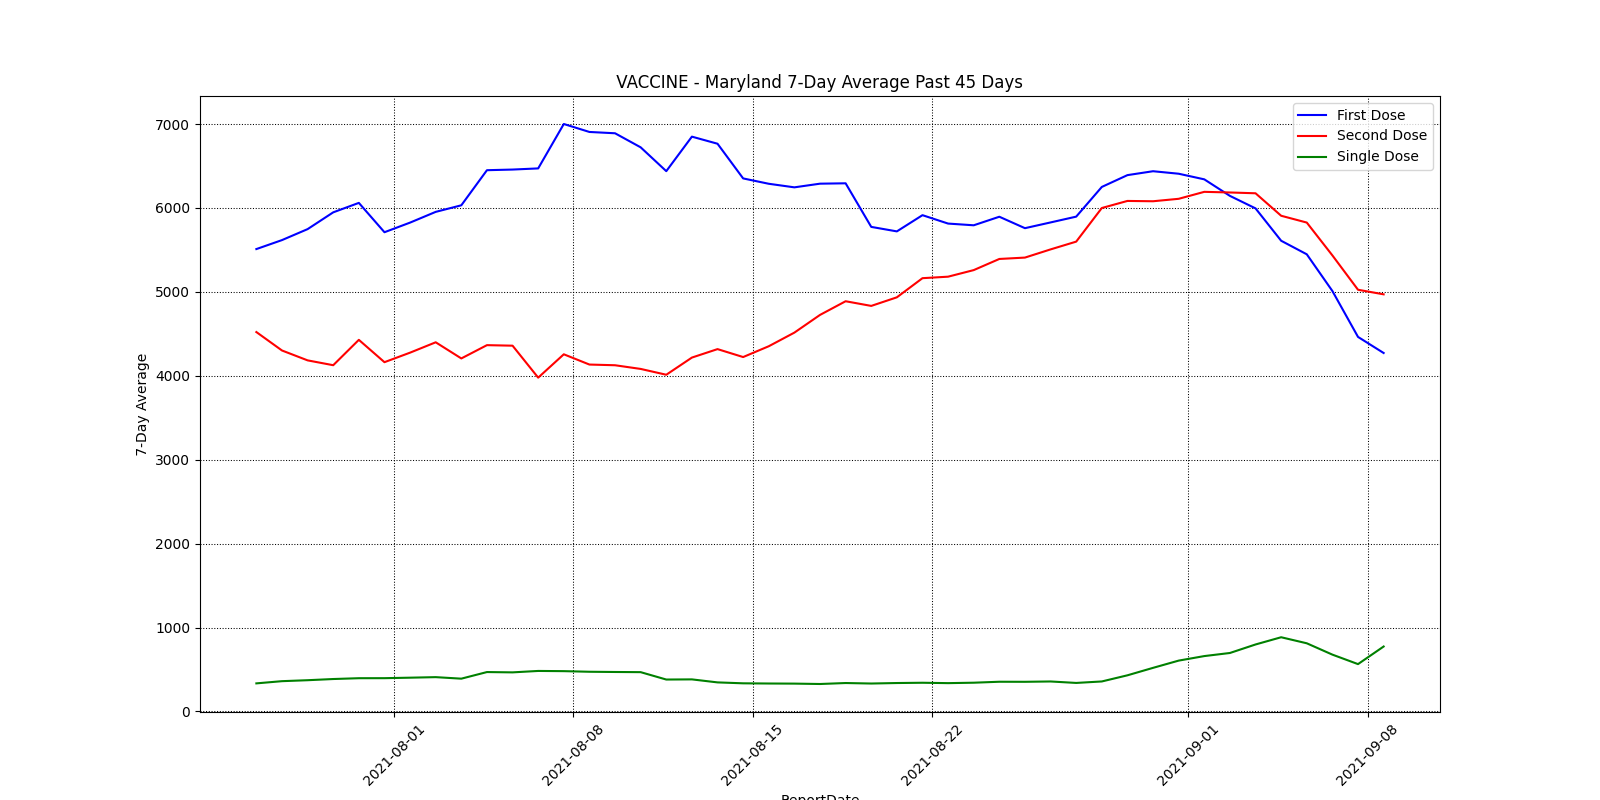 VACCINE - Maryland 7-Day Average Past 45 Days
First Dose
Second Dose
Single Dose
7000
6000
5000
4000
3000
2000
1000
0
7-Day Average
2021-08-01
2021-08-08
2021-08-15
2021-08-22
2021-09-01
2021-09-08
ReportDate